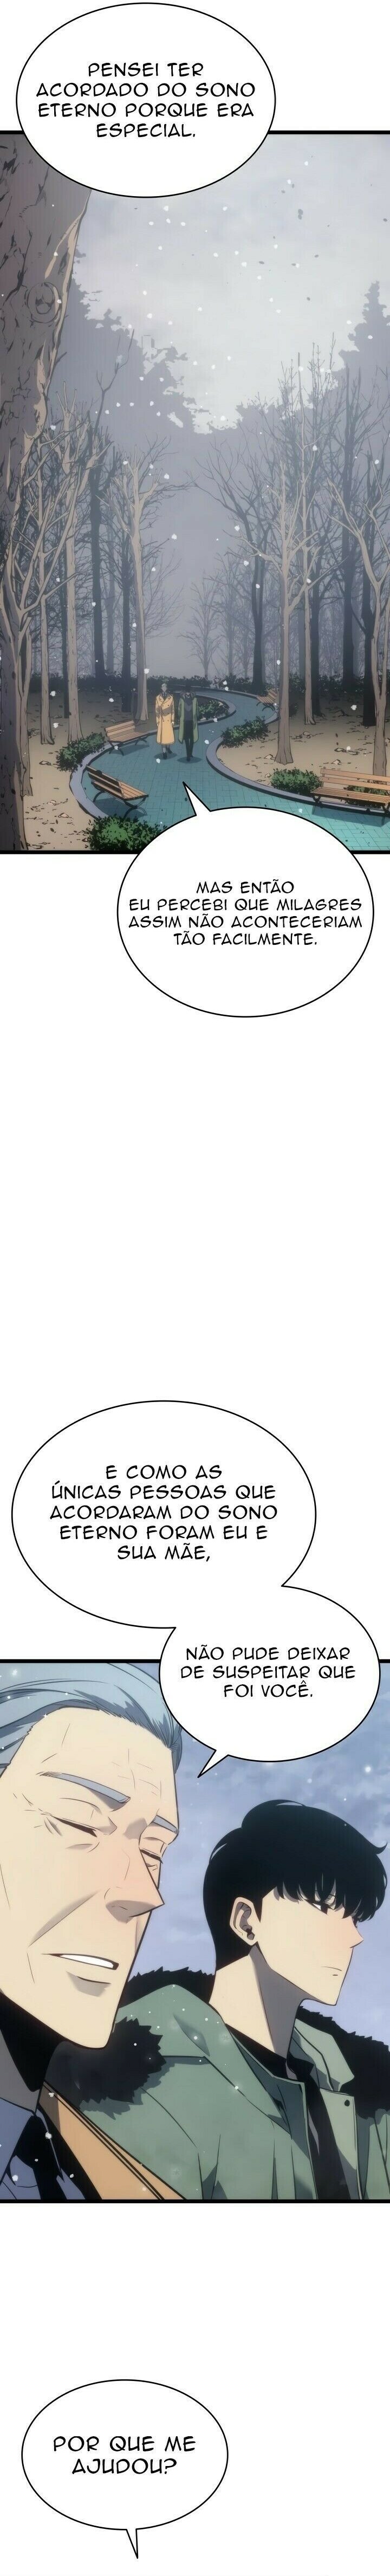 PENSEI TER
ACORDADO DO SONO
ETERNO PORQUE ERA
ESPECIAL.
MAS ENTÃO
EU PERCEBI QUE MILAGRES
ASSIM NÃO ACONTECERIAM
TÃO FACILMENTE.
E COMO AS
ÚNICAS PESSOAS QUE
ACORDARAM DO SONO
ETERNO FORAM EU E
SUA MÃE,
NÃO PUDE DEIXAR
DE SUSPEITAR QUE
FOI VOCÊ.
POR QUE ME
AJUDOU?